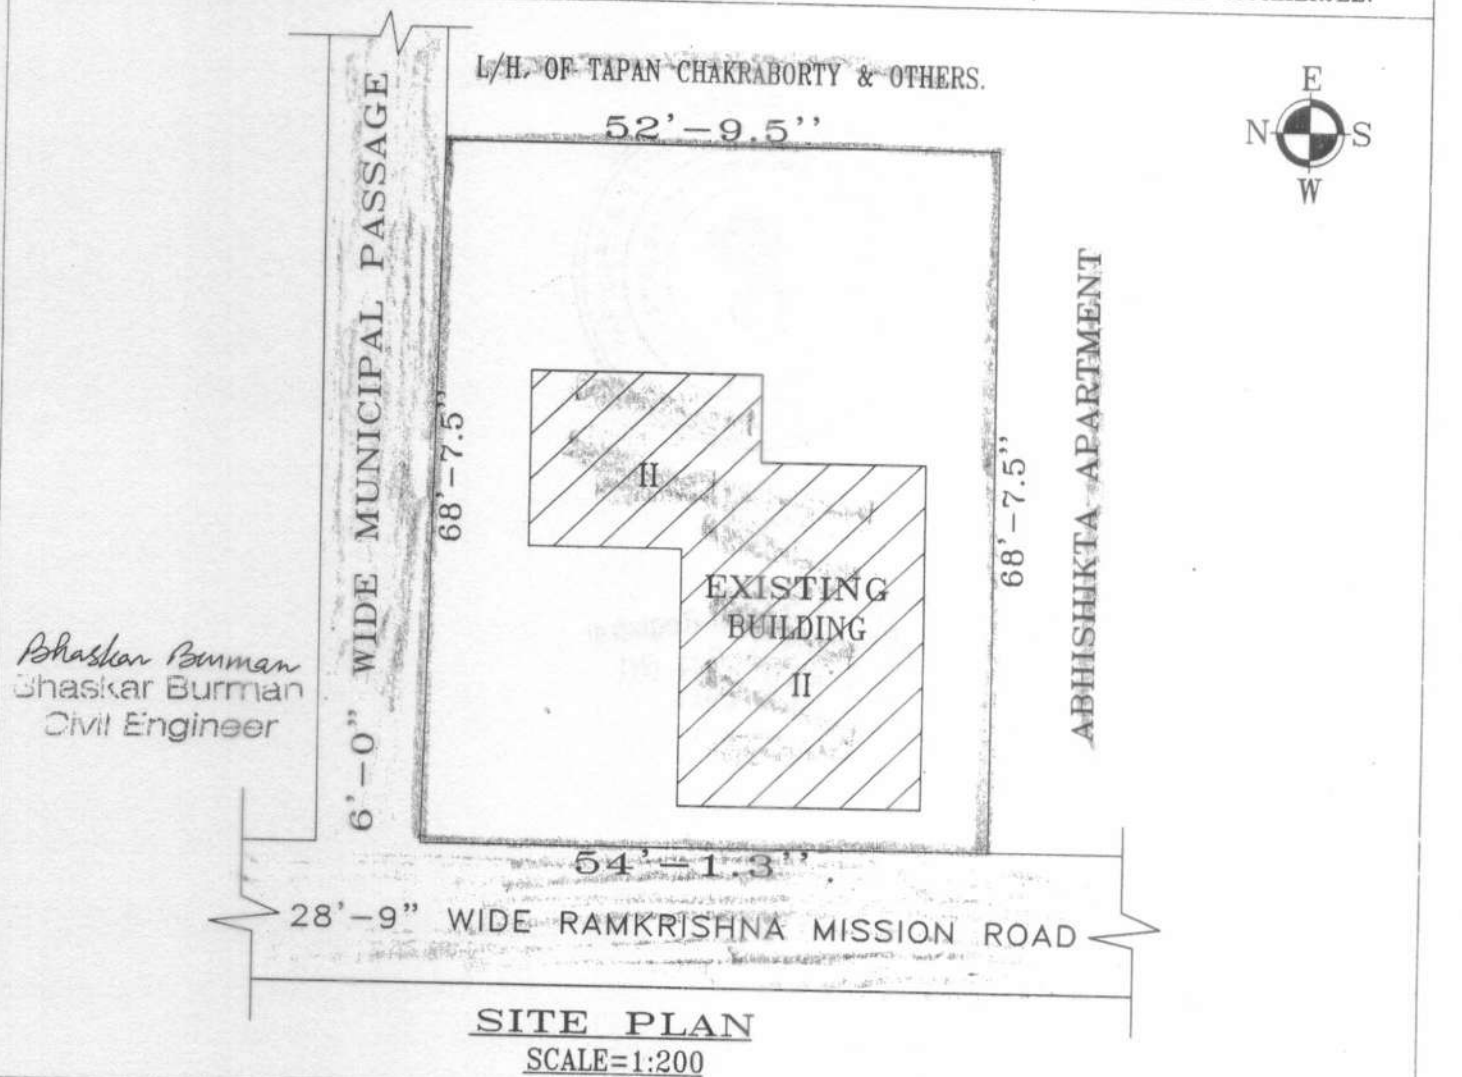 L/H. OF TAPAN CHAKRABORTY & OTHERS.
52'-9.5''
E
N
S
W
6'-0" WIDE MUNICIPAL PASSAGE
68'-7.5"
68'-7.5"
ABHISHIKTA APARTMENT
II
EXISTING
BUILDING
II
Bhaskar Burman
Bhaskar Burman
Civil Engineer
54'-1.3''
28'-9" WIDE RAMKRISHNA MISSION ROAD
SITE PLAN
SCALE=1:200